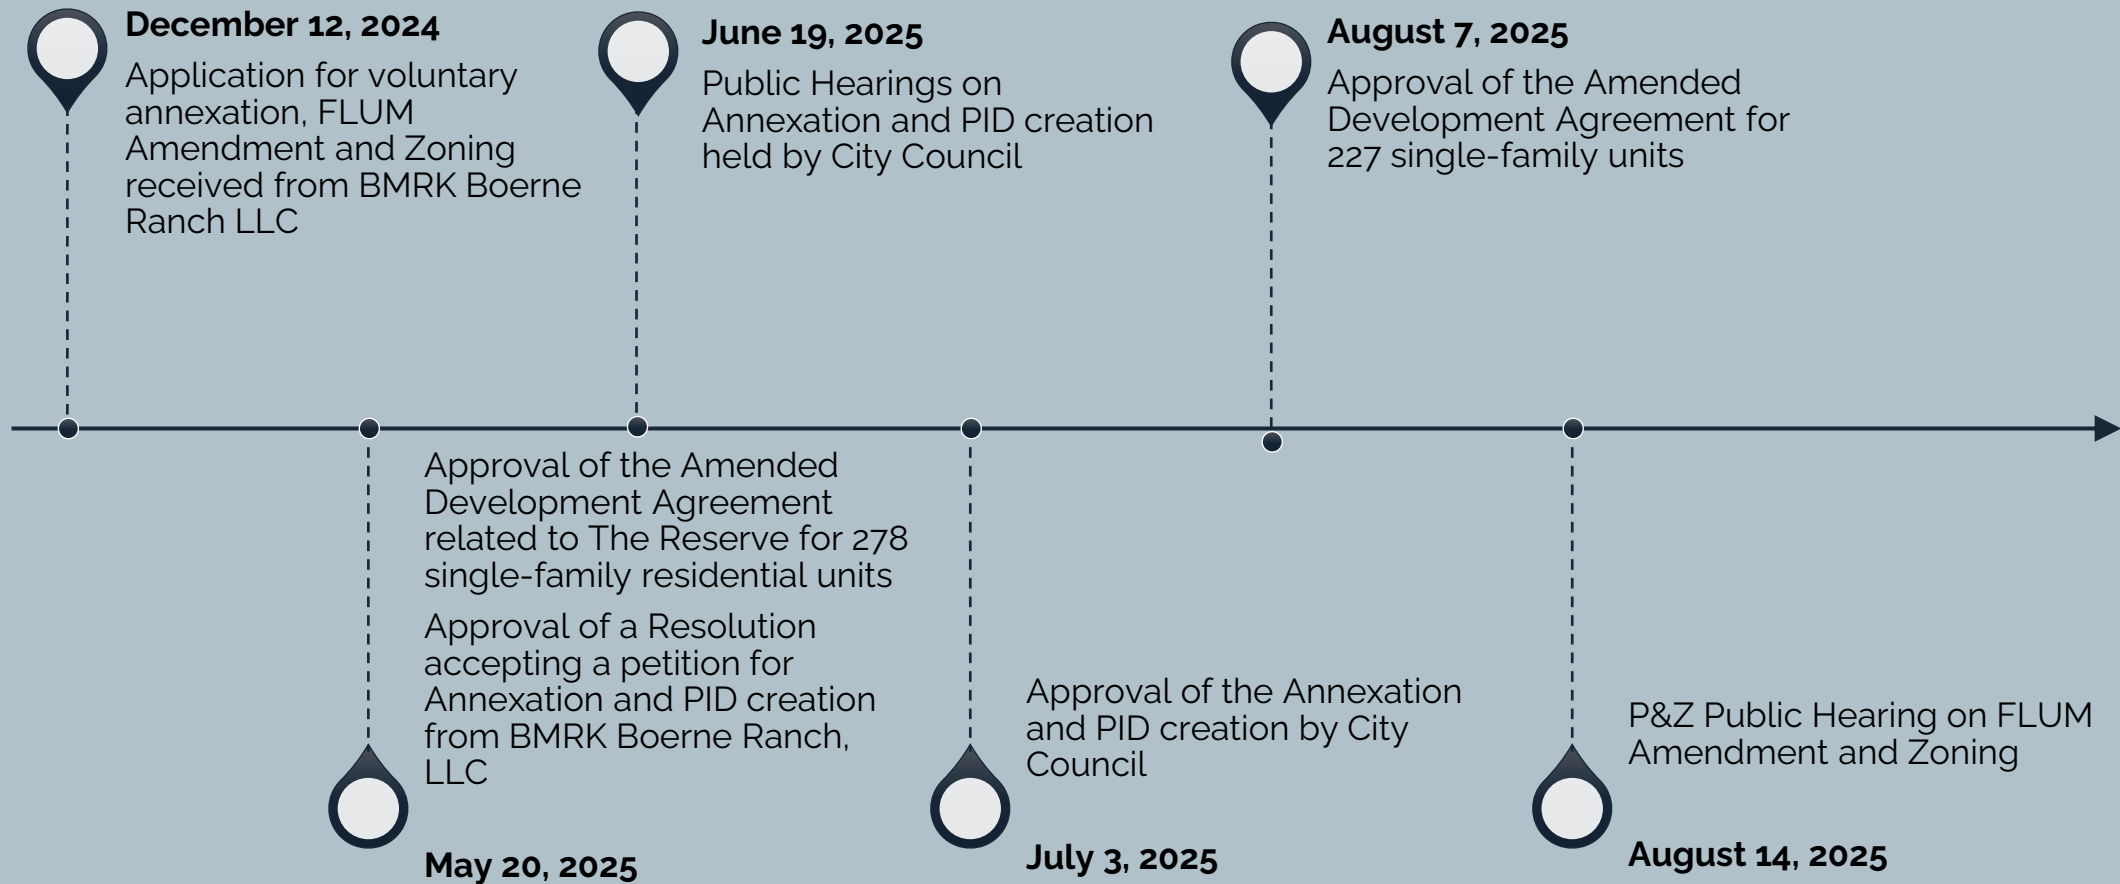 December 12, 2024
Application for voluntary
annexation, FLUM
Amendment and Zoning
received from BMRK Boerne
Ranch LLC
June 19, 2025
Public Hearings on
Annexation and PID creation
held by City Council
August 7, 2025
Approval of the Amended
Development Agreement for
227 single-family units
Approval of the Amended
Development Agreement
related to The Reserve for 278
single-family residential units
Approval of a Resolution
accepting a petition for
Annexation and PID creation
from BMRK Boerne Ranch,
LLC
May 20, 2025
Approval of the Annexation
and PID creation by City
Council
July 3, 2025
P&Z Public Hearing on FLUM
Amendment and Zoning
August 14, 2025